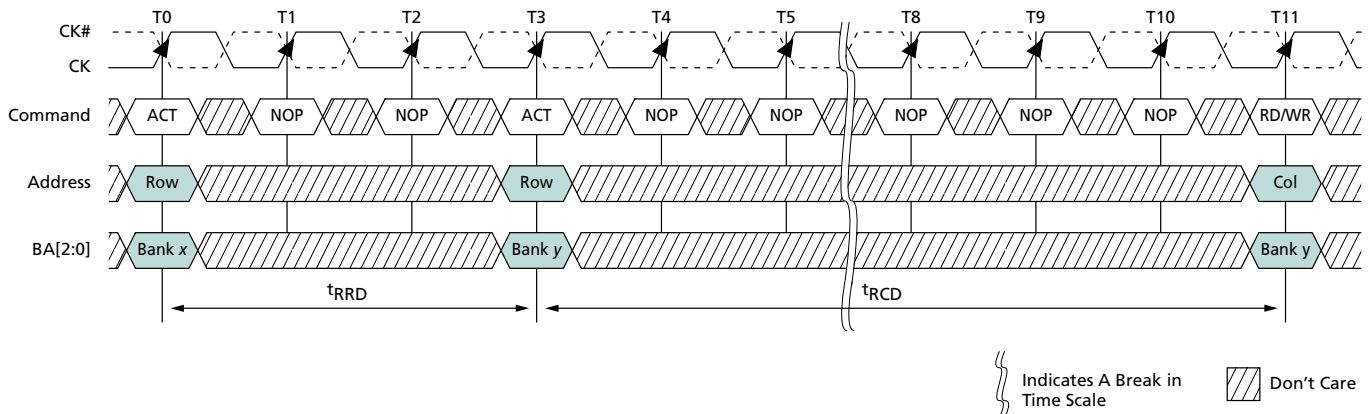 T0 T1 T2 T3 T4 T5 T8 T9 T10 T11
CK#
CK
Command ACT NOP NOP ACT NOP NOP NOP NOP NOP RD/WR
Address Row Row Col
BA[2:0] Bank x Bank y Bank y
tRRD tRCD
Indicates A Break in
Time Scale
Don't Care